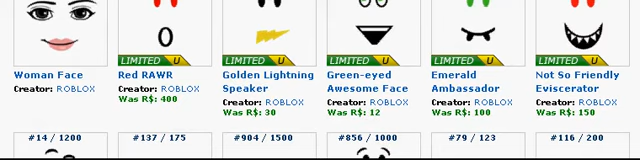 LIMITED U
LIMITED U
LIMITED U
LIMITED U
LIMITED U
Woman Face
Creator: ROBLOX
Red RAWR
Creator: ROBLOX
Was R$: 400
Golden Lightning
Speaker
Creator: ROBLOX
Was R$: 30
Green-eyed
Awesome Face
Creator: ROBLOX
Was R$: 12
Emerald
Ambassador
Creator: ROBLOX
Was R$: 100
Not So Friendly
Eviscerator
Creator: ROBLOX
Was R$: 150
#14 / 1200
#137 / 175
#904 / 1500
#856 / 1000
#79 / 123
#116 / 200